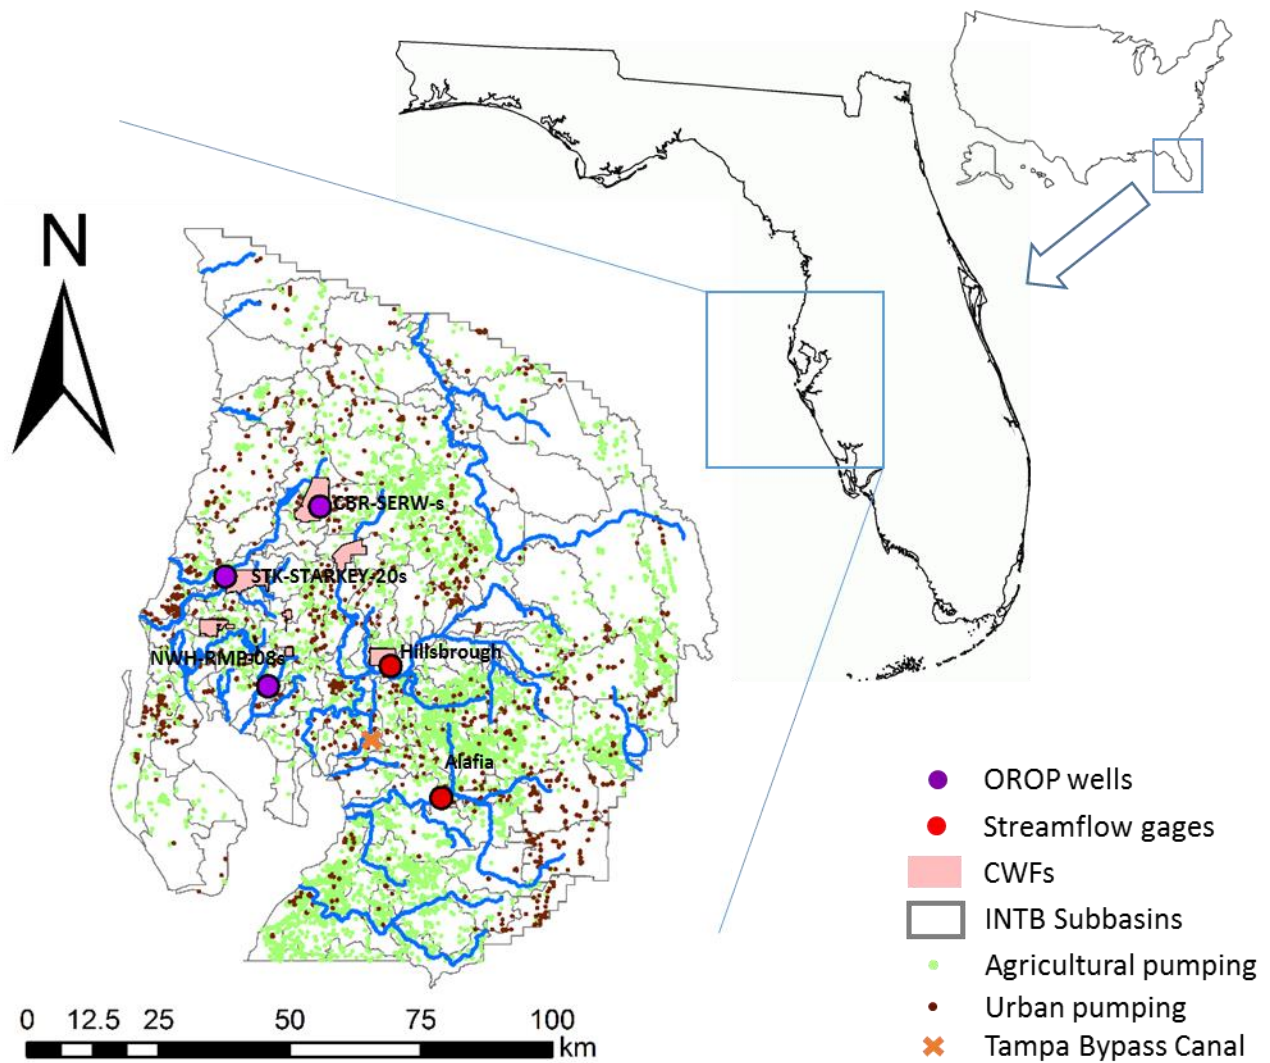 N
CBR-SERW-s
STK-STARKEY-20s
NWH-RMP-08s
Hillsbrough
Alafia
OROP wells
Streamflow gages
CWFs
INTB Subbasins
Agricultural pumping
Urban pumping
Tampa Bypass Canal
0 12.5 25 50 75 100
km